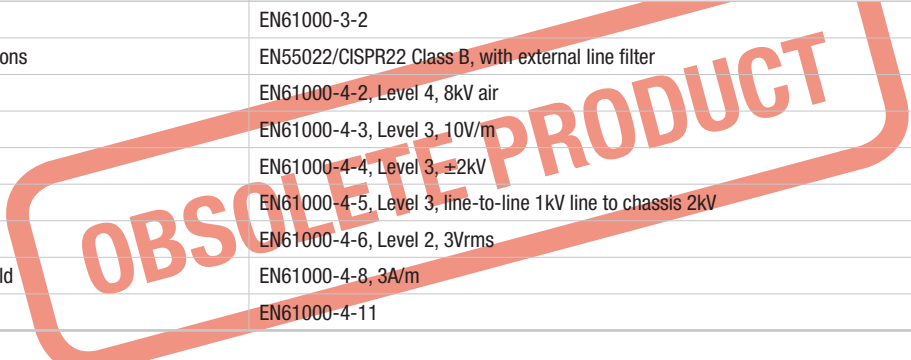 EN61000-3-2
ons EN55022/CISPR22 Class B, with external line filter
EN61000-4-2, Level 4, 8kV air
EN61000-4-3, Level 3, 10V/m
EN61000-4-4, Level 3, ±2kV
EN61000-4-5, Level 3, line-to-line 1kV line to chassis 2kV
EN61000-4-6, Level 2, 3Vrms
ld EN61000-4-8, 3A/m
EN61000-4-11
OBSOLETE PRODUCT